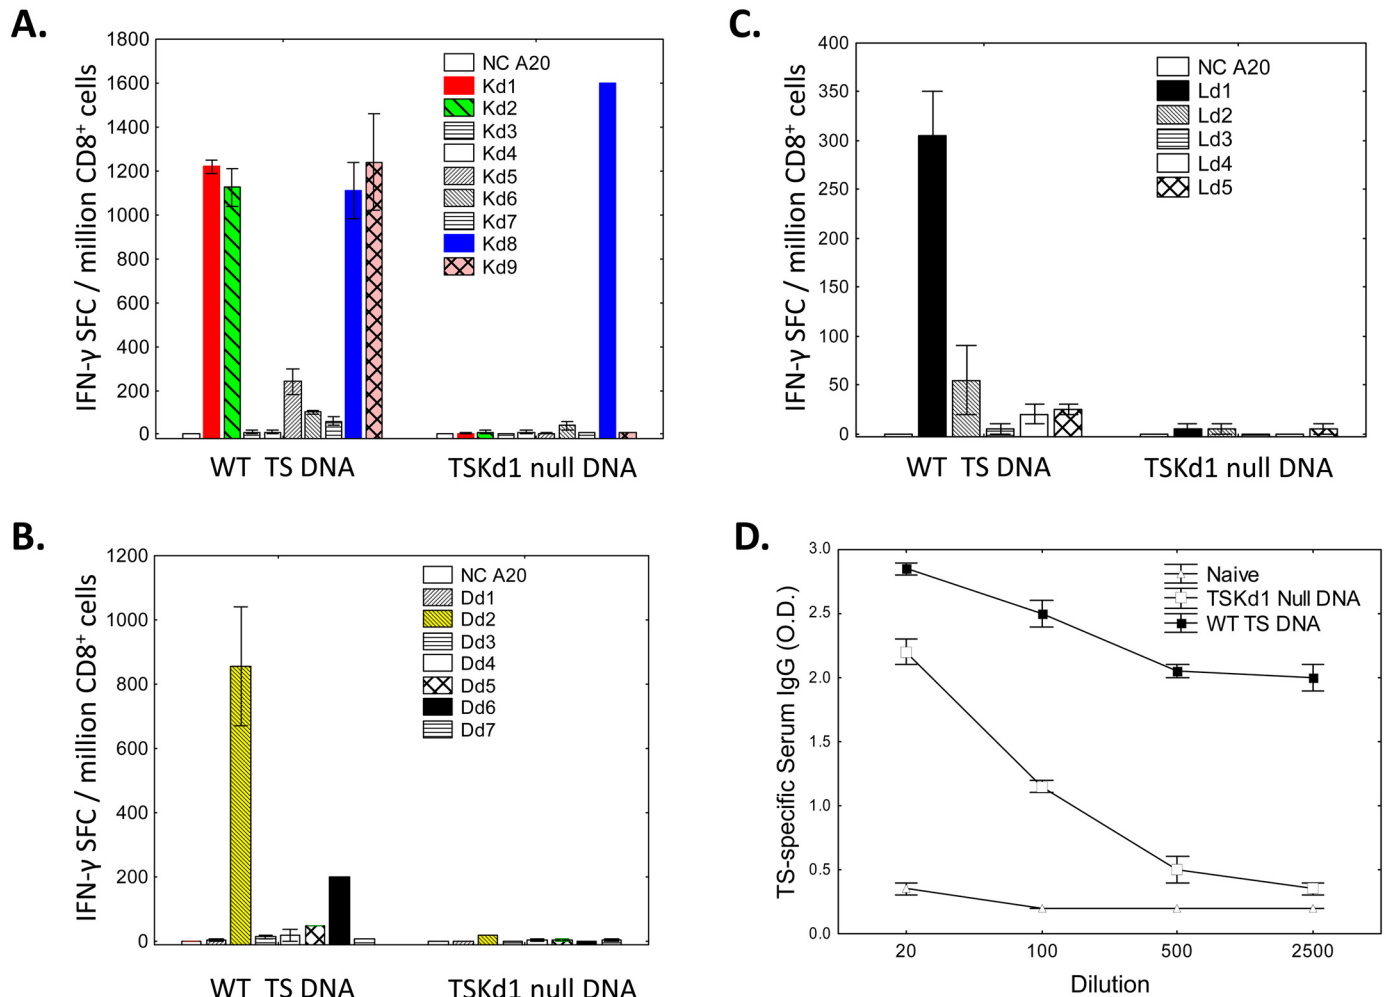 A.
IFN-γ SFC / million CD8+ cells
1800
1600
1400
1200
1000
800
600
400
200
0
NC A20
Kd1
Kd2
Kd3
Kd4
Kd5
Kd6
Kd7
Kd8
Kd9
WT TS DNA
TSKd1 null DNA
C.
IFN-γ SFC / million CD8+ cells
400
350
300
250
200
150
100
50
0
NC A20
Ld1
Ld2
Ld3
Ld4
Ld5
WT TS DNA
TSKd1 null DNA
B.
IFN-γ SFC / million CD8+ cells
1200
1000
800
600
400
200
0
NC A20
Dd1
Dd2
Dd3
Dd4
Dd5
Dd6
Dd7
WT TS DNA
TSKd1 null DNA
D.
TS-specific Serum IgG (O.D.)
3.0
2.5
2.0
1.5
1.0
0.5
0.0
Naive
TSKd1 Null DNA
WT TS DNA
20
100
500
2500
Dilution